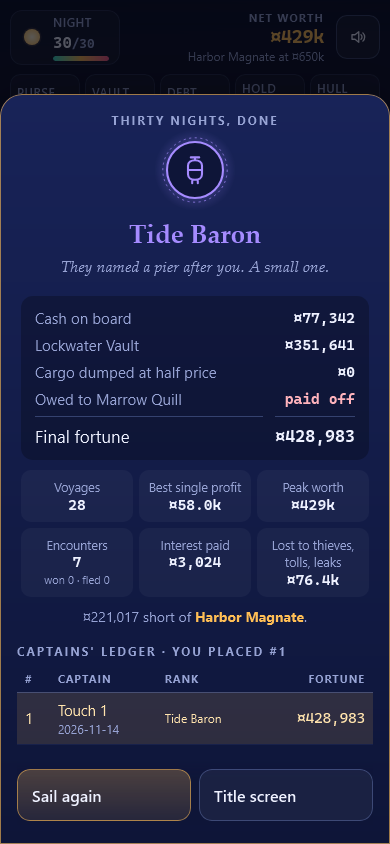 NIGHT
30/30
NET WORTH
¤429k
Harbor Magnate at ¤650k
PURSE VAULT DEBT HOLD HULL
THIRTY NIGHTS, DONE
Tide Baron
They named a pier after you. A small one.
Cash on board ¤77,342
Lockwater Vault ¤351,641
Cargo dumped at half price ¤0
Owed to Marrow Quill paid off
Final fortune ¤428,983
Voyages
28
Best single profit
¤58.0k
Peak worth
¤429k
Encounters
7
won 0 · fled 0
Interest paid
¤3,024
Lost to thieves,
tolls, leaks
¤76.4k
¤221,017 short of Harbor Magnate.
CAPTAINS' LEDGER · YOU PLACED #1
# CAPTAIN RANK FORTUNE
1 Touch 1 Tide Baron ¤428,983
2026-11-14
Sail again
Title screen